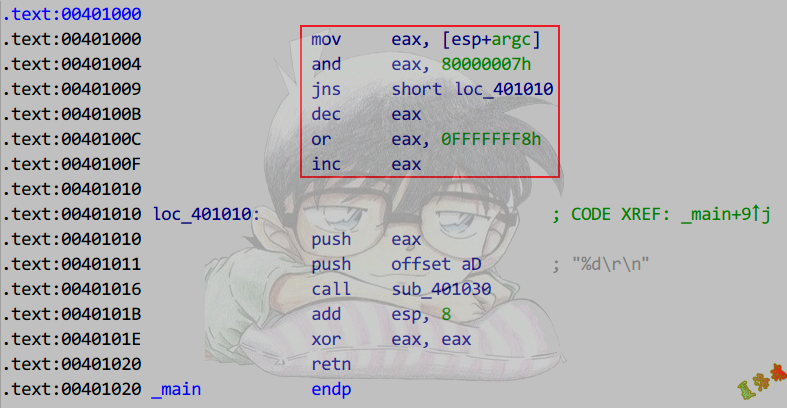 .text:00401000
.text:00401000 mov eax, [esp+argc]
.text:00401004 and eax, 80000007h
.text:00401009 jns short loc_401010
.text:0040100B dec eax
.text:0040100C or eax, 0FFFFFFF8h
.text:0040100F inc eax
.text:00401010
.text:00401010 loc_401010: ; CODE XREF: _main+9↑j
.text:00401010 push eax
.text:00401011 push offset aD ; "%d\r\n"
.text:00401016 call sub_401030
.text:0040101B add esp, 8
.text:0040101E xor eax, eax
.text:00401020 retn
.text:00401020 _main endp